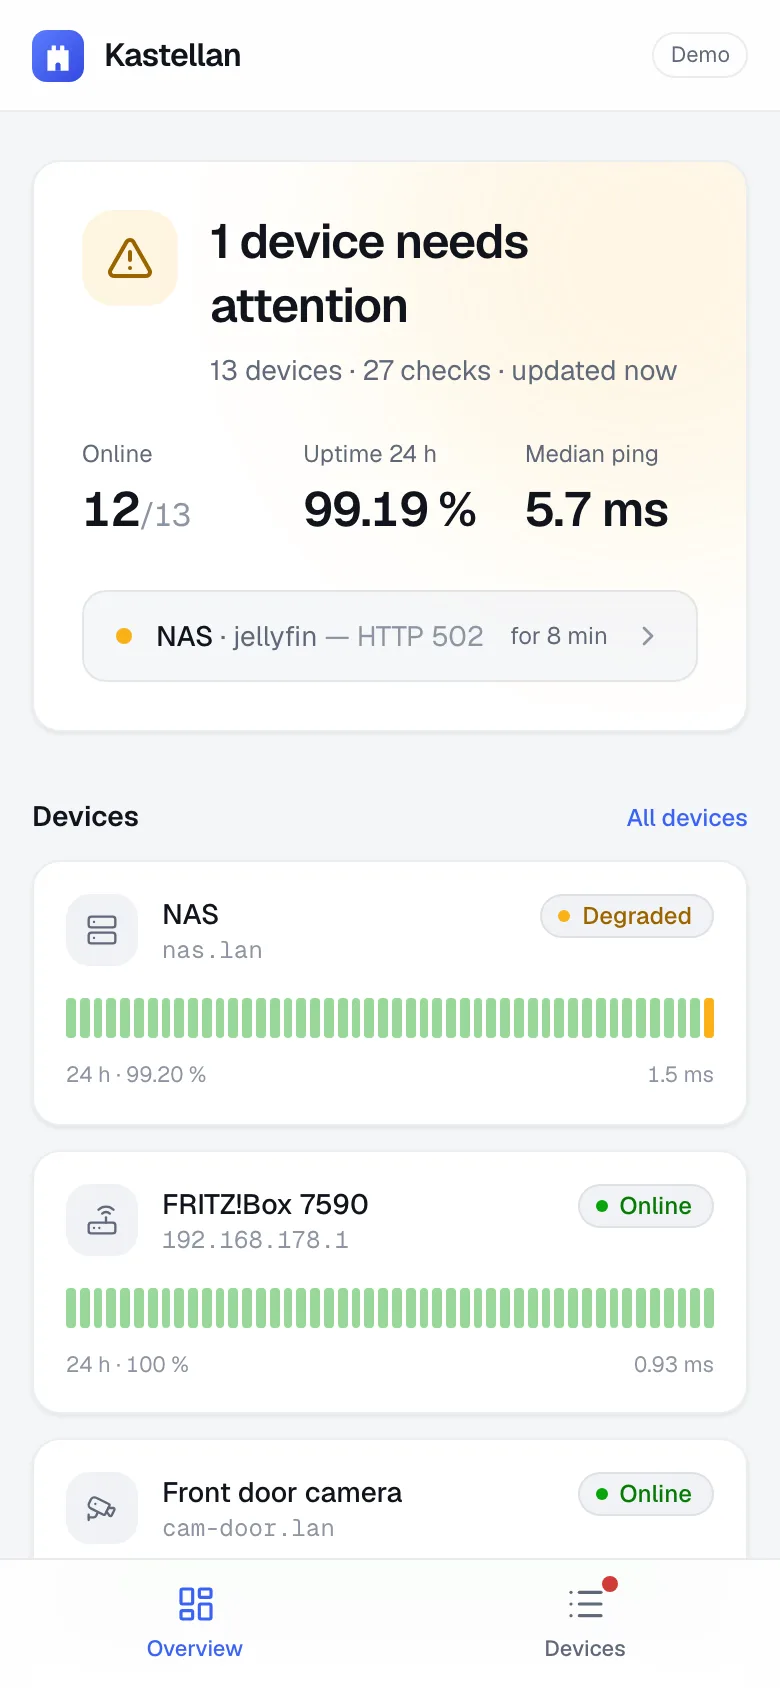 Kastellan
Demo
1 device needs
attention
13 devices · 27 checks · updated now
Online
Uptime 24 h
Median ping
12/13
99.19 %
5.7 ms
NAS · jellyfin — HTTP 502
for 8 min
Devices
All devices
NAS
Degraded
nas.lan
24 h · 99.20 %
1.5 ms
FRITZ!Box 7590
Online
192.168.178.1
24 h · 100 %
0.93 ms
Front door camera
Online
cam-door.lan
Overview
Devices